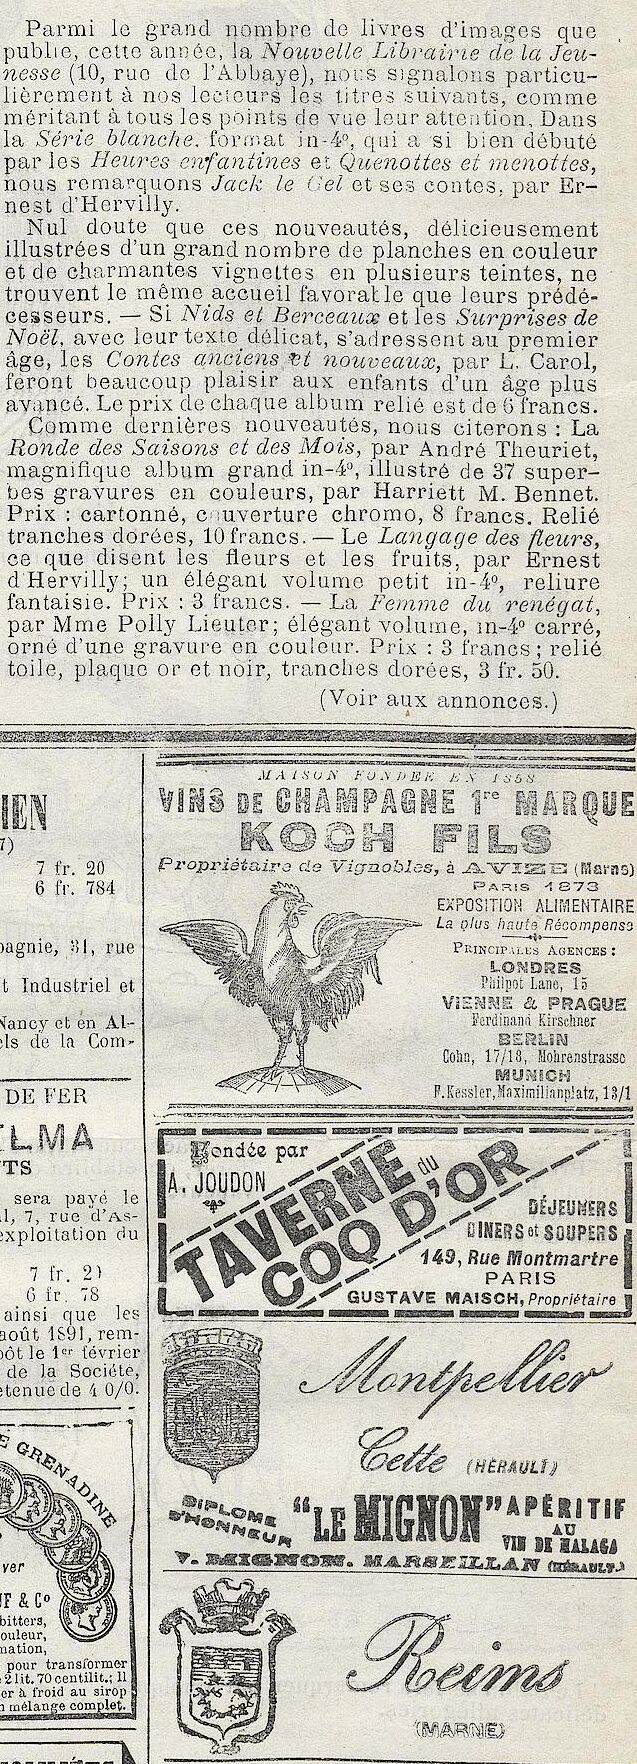 Parmi le grand nombre de livres d'images que
publie, cette année, la Nouvelle Librairie de la Jeu-
nesse (10, rue de l'Abbaye), nous signalons particu-
lièrement à nos lecteurs les titres suivants, comme
méritant à tous les points de vue leur attention. Dans
la Série blanche, format in-4º, qui a si bien débuté
par les Heures enfantines et Quenottes et menottes,
nous remarquons Jack le Gel et ses contes, par Er-
nest d'Hervilly.
Nul doute que ces nouveautés, délicieusement
illustrées d'un grand nombre de planches en couleur
et de charmantes vignettes en plusieurs teintes, ne
trouvent le même accueil favorable que leurs prédé-
cesseurs. — Si Nids et Berceaux et les Surprises de
Noël, avec leur texte délicat, s'adressent au premier
âge, les Contes anciens et nouveaux, par L. Carol,
feront beaucoup plaisir aux enfants d'un âge plus
avancé. Le prix de chaque album relié est de 6 francs.
Comme dernières nouveautés, nous citerons : La
Ronde des Saisons et des Mois, par André Theuriet,
magnifique album grand in-4º, illustré de 37 super-
bes gravures en couleurs, par Harriett M. Bennet.
Prix : cartonné, couverture chromo, 8 francs. Relié
tranches dorées, 10 francs. — Le Langage des fleurs,
ce que disent les fleurs et les fruits, par Ernest
d'Hervilly; un élégant volume petit in-4º, reliure
fantaisie. Prix : 3 francs. — La Femme du renégat,
par Mme Polly Lieuter; élégant volume, in-4º carré,
orné d'une gravure en couleur. Prix : 3 francs; relié
toile, plaque or et noir, tranches dorées, 3 fr. 50.
(Voir aux annonces.)
IEN
7)
7 fr. 20
6 fr. 784
pagnie, 31, rue
t Industriel et
Nancy et en Al-
els de la Com-
DE FER
ELMA
TS
sera payé le
l, 7, rue d'As-
exploitation du
7 fr. 21
6 fr. 78
ainsi que les
août 1891, rem-
pôt le 1er février
de la Société,
etenue de 4 0/0.
E GRENADINE
ver
UF & Cº
bitters,
ouleur,
mation,
pour transformer
2 lit. 70 centilit.; Il
er à froid au sirop
n mélange complet.
MAISON FONDÉE EN 1858
VINS DE CHAMPAGNE 1re MARQUE
KOCH FILS
Propriétaire de Vignobles, à AVIZE (Marne)
PARIS 1873
EXPOSITION ALIMENTAIRE
La plus haute Récompense
PRINCIPALES AGENCES :
LONDRES
Philpot Lane, 15
VIENNE & PRAGUE
Ferdinand Kirschner
BERLIN
Cohn, 17/18, Mohrenstrasse
MUNICH
F. Kessler, Maximilianplatz, 13/1
Fondée par
A. JOUDON
TAVERNE du
COQ D'OR
DÉJEUNERS
DINERS et SOUPERS
149, Rue Montmartre
PARIS
GUSTAVE MAISCH, Propriétaire
Montpellier
Cette (HÉRAULT)
DIPLOME
D'HONNEUR
"LE MIGNON" APÉRITIF
AU
VIN DE MALAGA
V. MIGNON. MARSEILLAN (HÉRAULT.)
Reims
(MARNE)